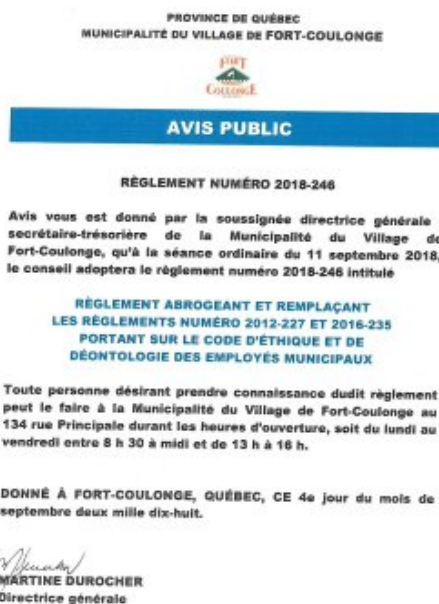 PROVINCE DE QUÉBEC
MUNICIPALITÉ DU VILLAGE DE FORT-COULONGE
FORT
COULONGE
AVIS PUBLIC
RÈGLEMENT NUMÉRO 2018-246
Avis vous est donné par la soussignée directrice générale
secrétaire-trésorière de la Municipalité du Village de
Fort-Coulonge, qu'à la séance ordinaire du 11 septembre 2018,
le conseil adoptera le règlement numéro 2018-246 intitulé
RÈGLEMENT ABROGEANT ET REMPLAÇANT
LES RÈGLEMENTS NUMÉRO 2012-227 ET 2016-235
PORTANT SUR LE CODE D'ÉTHIQUE ET DE
DÉONTOLOGIE DES EMPLOYÉS MUNICIPAUX
Toute personne désirant prendre connaissance dudit règlement
peut le faire à la Municipalité du Village de Fort-Coulonge au
134 rue Principale durant les heures d'ouverture, soit du lundi au
vendredi entre 8 h 30 à midi et de 13 h à 16 h.
DONNÉ À FORT-COULONGE, QUÉBEC, CE 4e jour du mois de
septembre deux mille dix-huit.
MARTINE DUROCHER
Directrice générale